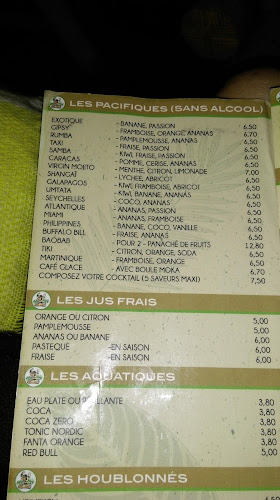 LES PACIFIQUES (SANS ALCOOL)
EXOTIQUE - BANANE, PASSION 6,50
GIPSY - FRAMBOISE, ORANGE ANANAS 6,70
RUMBA - PAMPLEMOUSSE, ANANAS 6,50
TAXI - FRAISE, PASSION 6,50
SAMBA - KIWI, FRAISE, PASSION 6,50
CARACAS - POMME, CERISE, ANANAS 6,50
VIRGIN MOJITO - MENTHE, CITRON, LIMONADE 7,00
SHANGAÏ - LYCHEE, ABRICOT 6,50
GALAPAGOS - KIWI, FRAMBOISE, ABRICOT 6,50
UMTATA - KIWI, BANANE, ANANAS 6,50
SEYCHELLES - COCO, ANANAS 6,50
ATLANTIQUE - ANANAS, PASSION 6,50
MIAMI - ANANAS, FRAMBOISE 6,50
PHILIPPINES - BANANE, COCO, VANILLE 6,50
BUFFALO BILL - FRAISE, ANANAS 6,50
BAOBAB - POUR 2 - PANACHÉ DE FRUITS 12,80
TIKI - CITRON, ORANGE, SODA 6,50
MARTINIQUE - FRAMBOISE, ORANGE 6,50
CAFÉ GLACÉ - AVEC BOULE MOKA 6,70
COMPOSEZ VOTRE COCKTAIL (5 SAVEURS MAXI) 7,50
LES JUS FRAIS
ORANGE OU CITRON 5,00
PAMPLEMOUSSE 5,00
ANANAS OU BANANE 6,00
PASTEQUE -EN SAISON 6,00
FRAISE -EN SAISON 6,00
LES AQUATIQUES
EAU PLATE OU PÉTILLANTE 3,80
COCA 3,80
COCA ZERO 3,80
TONIC NORDIC 3,80
FANTA ORANGE 3,80
RED BULL 5,00
LES HOUBLONNÉS